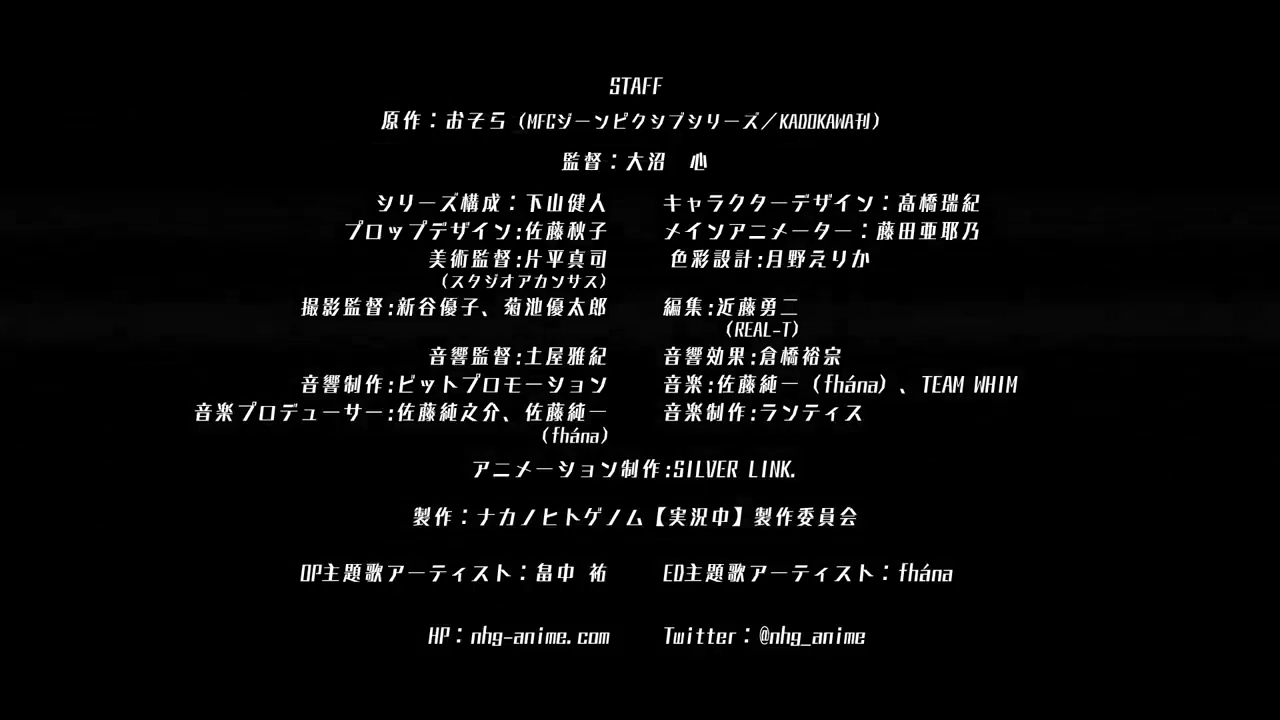 STAFF
原作：おそら（MFCジーンピクシブシリーズ／KADOKAWA刊）
監督：大沼　心
シリーズ構成：下山健人　キャラクターデザイン：髙橋瑞紀
プロップデザイン:佐藤秋子　メインアニメーター：藤田亜耶乃
美術監督:片平真司　色彩設計:月野えりか
（スタジオアカンサス）
撮影監督:新谷優子、菊池優太郎　編集:近藤勇二
（REAL-T）
音響監督:土屋雅紀　音響効果:倉橋裕宗
音響制作:ビットプロモーション　音楽:佐藤純一（fhána）、TEAM WHIM
音楽プロデューサー:佐藤純之介、佐藤純一　音楽制作:ランティス
（fhána）
アニメーション制作:SILVER LINK.
製作：ナカノヒトゲノム【実況中】製作委員会
OP主題歌アーティスト：畠中 祐　ED主題歌アーティスト：fhána
HP：nhg-anime.com　Twitter：@nhg_anime